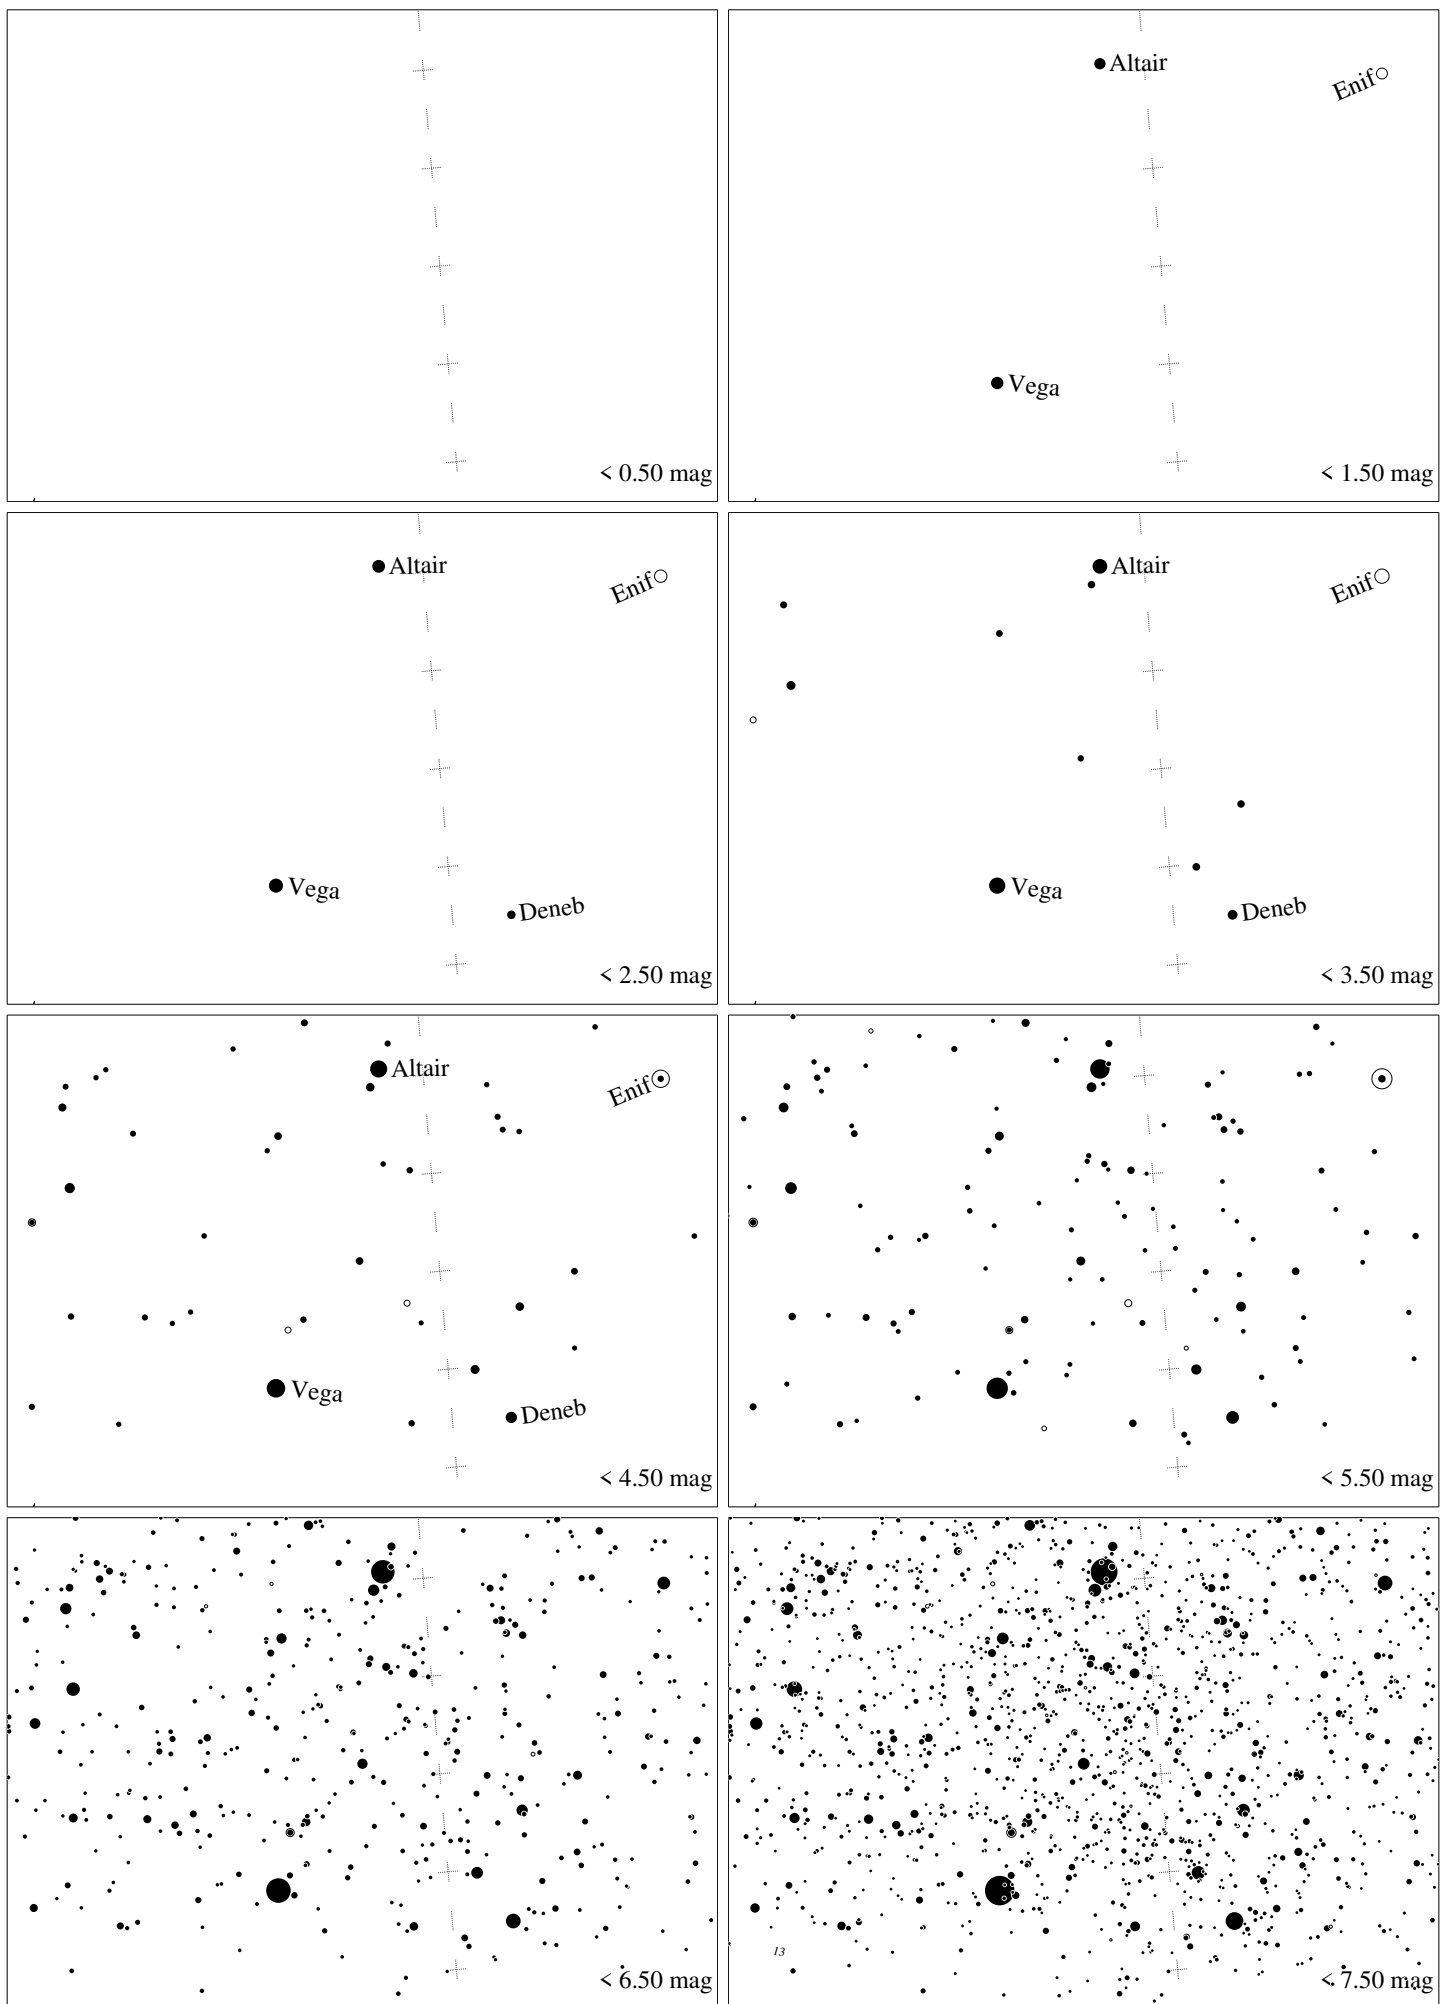 < 0.50 mag
Altair
Enif
Vega
< 1.50 mag
Altair
Enif
Vega
Deneb
< 2.50 mag
Altair
Enif
Vega
Deneb
< 3.50 mag
Altair
Enif
Vega
Deneb
< 4.50 mag
< 5.50 mag
< 6.50 mag
13
< 7.50 mag